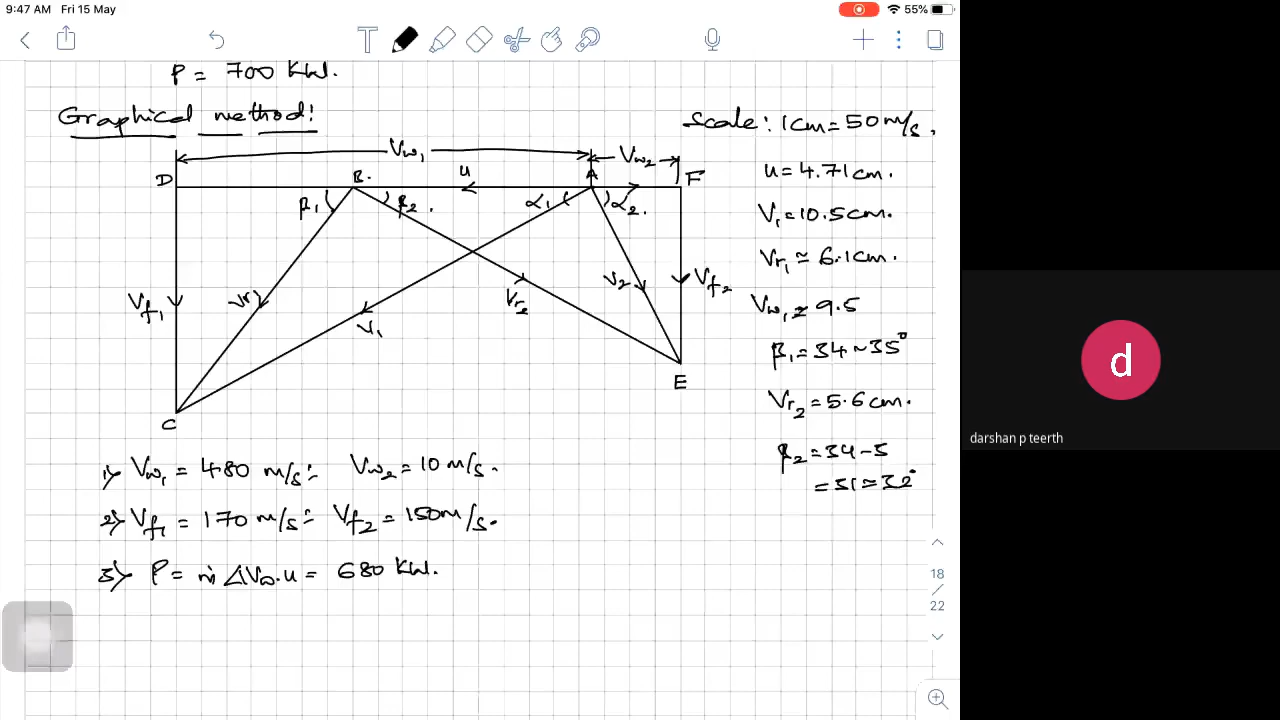 9:47 AM Fri 15 May
55%
P = 700 KW.
Graphical method:
Scale: 1cm = 50 m/s.
Vw1
Vw2
D
B.
u
A
F
β1
β2.
α1
α2.
Vf1
Vr1
V1
Vr2
V2
Vf2
E
C
u = 4.71 cm.
V1 = 10.5 cm.
Vr1 ≃ 6.1 cm.
Vw1 ≃ 9.5
β1 = 34 ~ 35°
Vr2 = 5.6 cm.
β2 = 34 - 3
= 31 ≃ 32°
1) Vw1 = 480 m/s Vw2 = 10 m/s.
2) Vf1 = 170 m/s Vf2 = 150 m/s.
3) P = ṁ ΔVw.u = 680 KW.
18
/
22
d
darshan p teerth